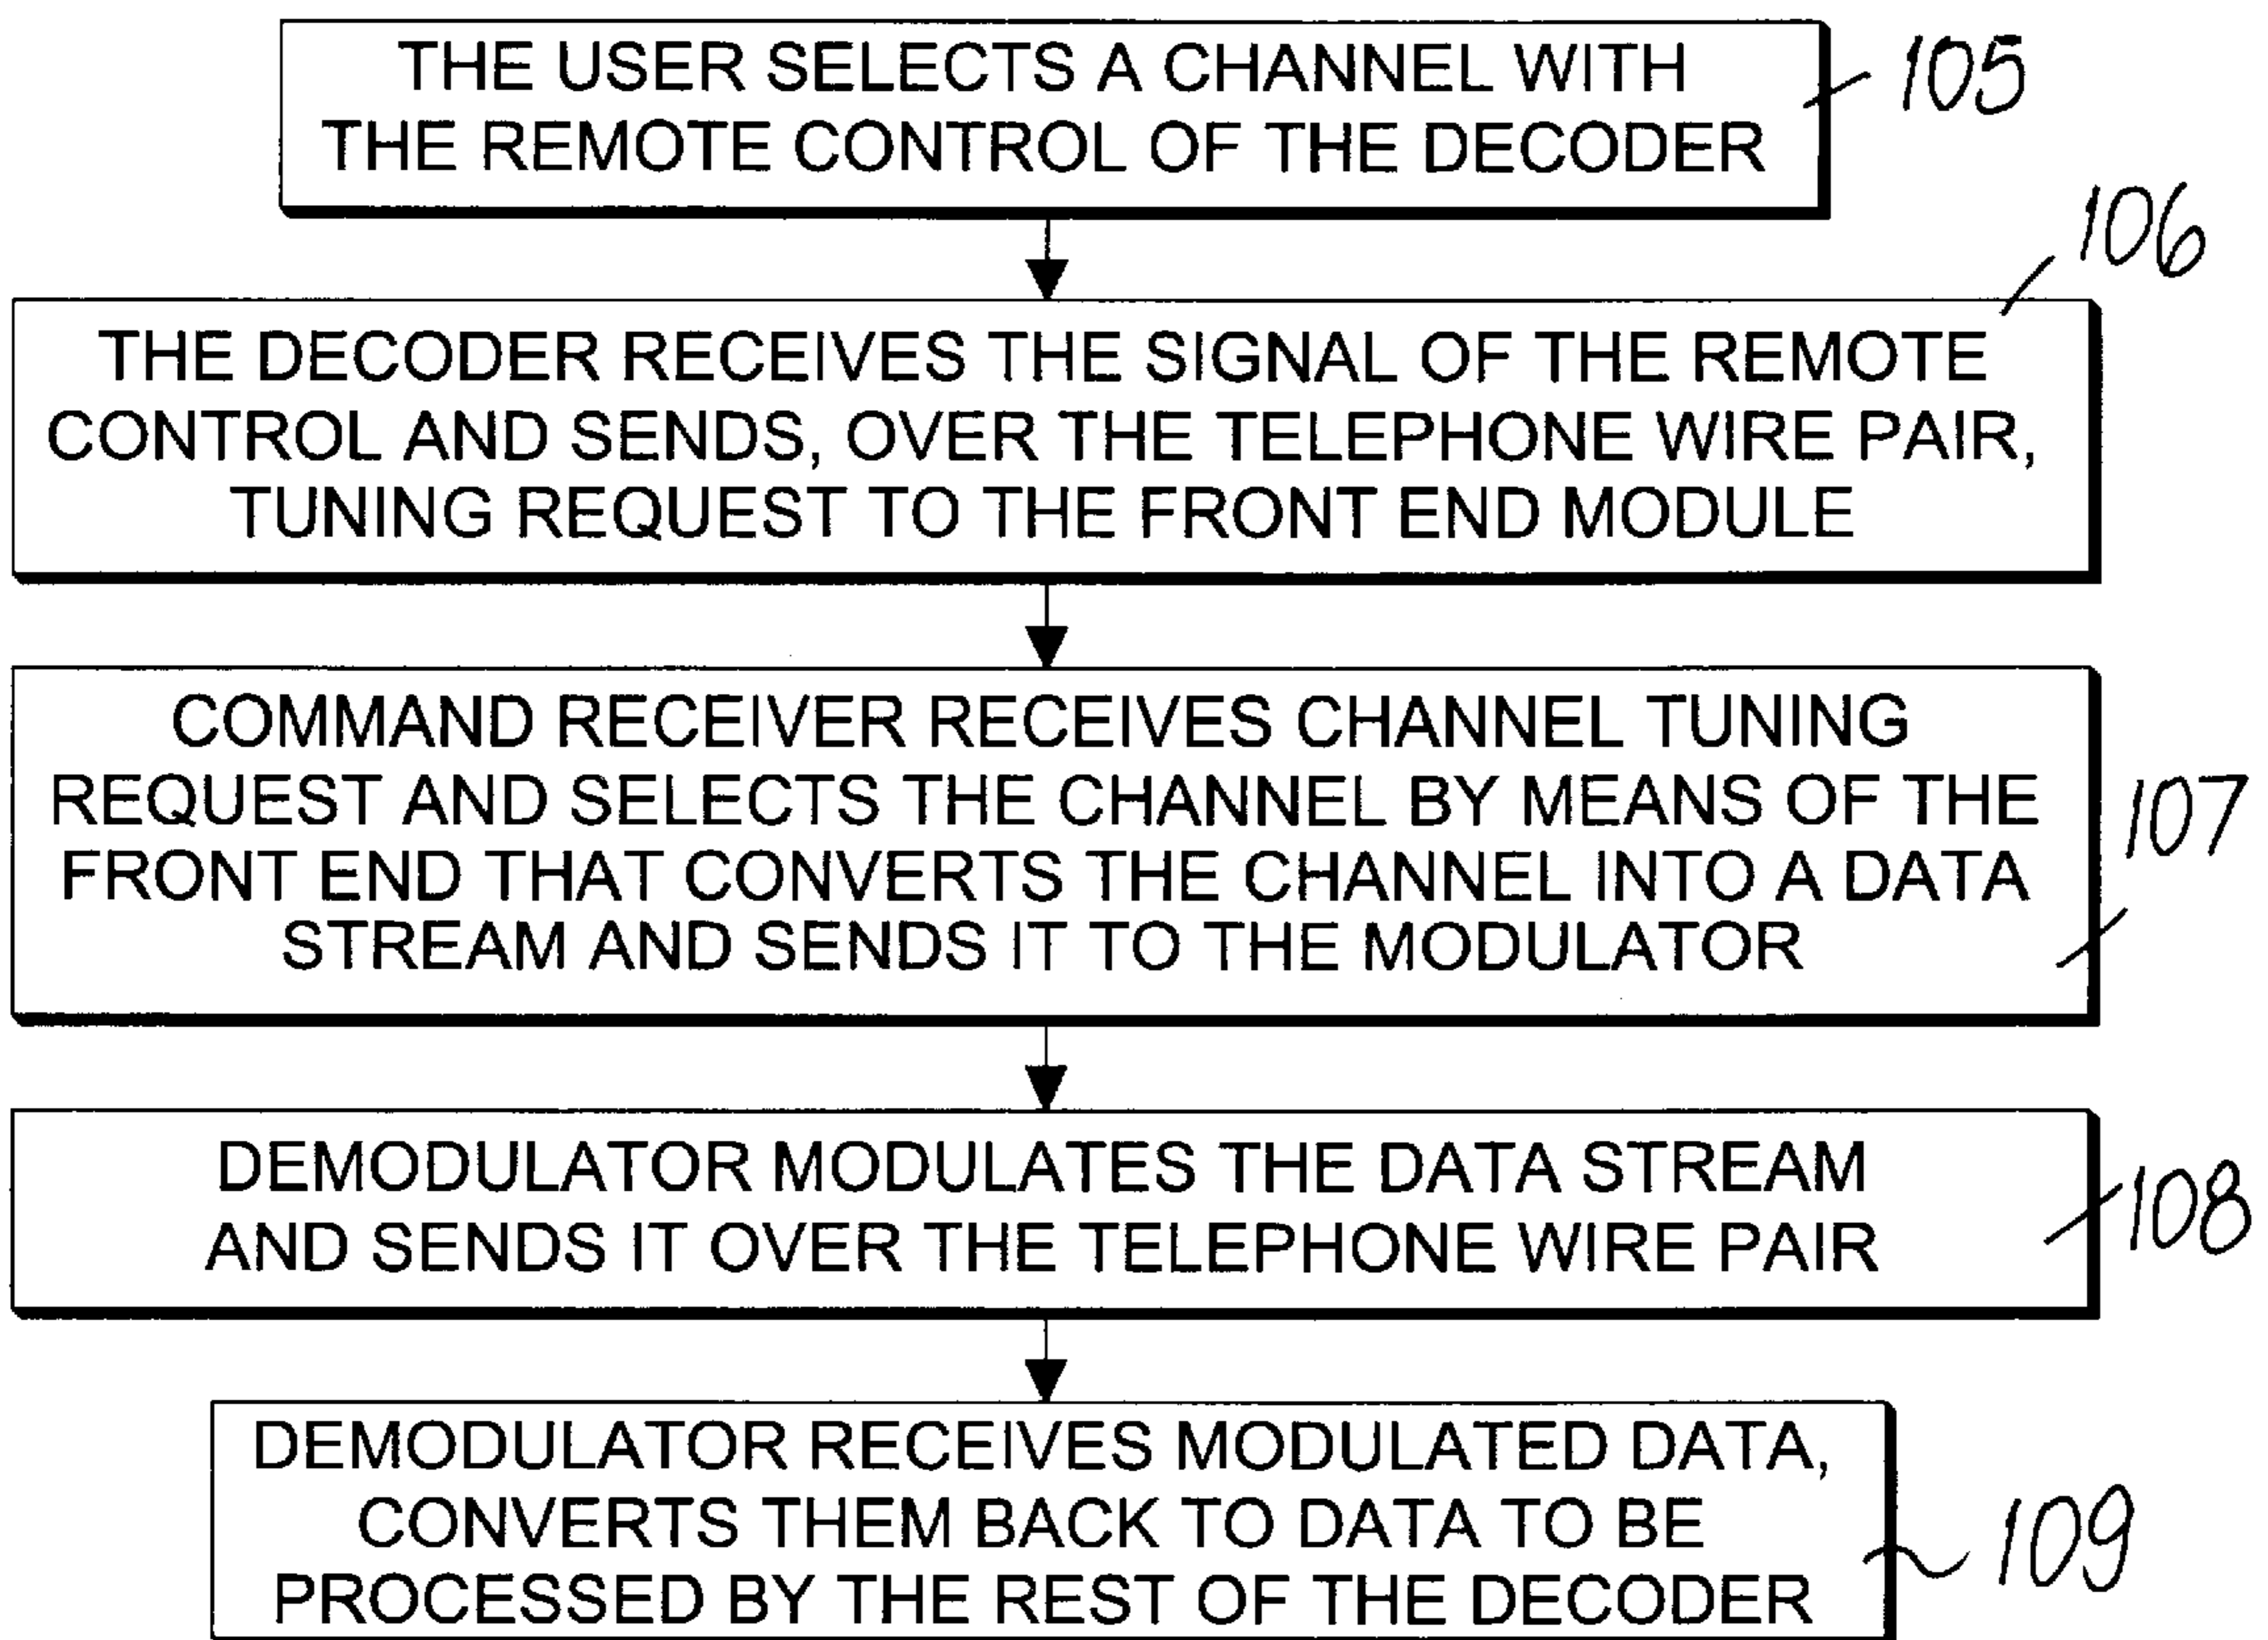 THE USER SELECTS A CHANNEL WITH
THE REMOTE CONTROL OF THE DECODER
105
106
THE DECODER RECEIVES THE SIGNAL OF THE REMOTE
CONTROL AND SENDS, OVER THE TELEPHONE WIRE PAIR,
TUNING REQUEST TO THE FRONT END MODULE
COMMAND RECEIVER RECEIVES CHANNEL TUNING
REQUEST AND SELECTS THE CHANNEL BY MEANS OF THE
FRONT END THAT CONVERTS THE CHANNEL INTO A DATA
STREAM AND SENDS IT TO THE MODULATOR
107
DEMODULATOR MODULATES THE DATA STREAM
AND SENDS IT OVER THE TELEPHONE WIRE PAIR
108
DEMODULATOR RECEIVES MODULATED DATA,
CONVERTS THEM BACK TO DATA TO BE
PROCESSED BY THE REST OF THE DECODER
109